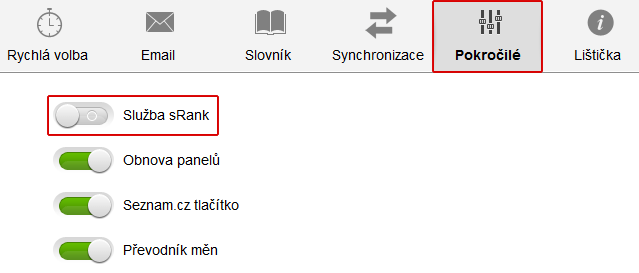 Rychlá volba
Email
Slovník
Synchronizace
Pokročilé
Lištička
Služba sRank
Obnova panelů
Seznam.cz tlačítko
Převodník měn